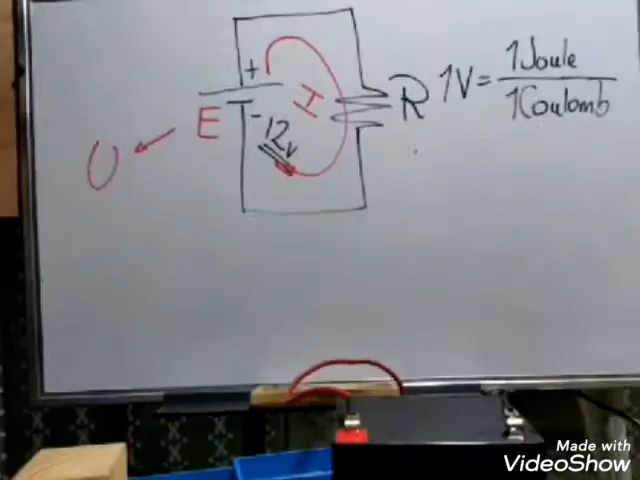 +
I
R
1V = 1Joule / 1Coulomb
E
- 12v
U
Made with
VideoShow